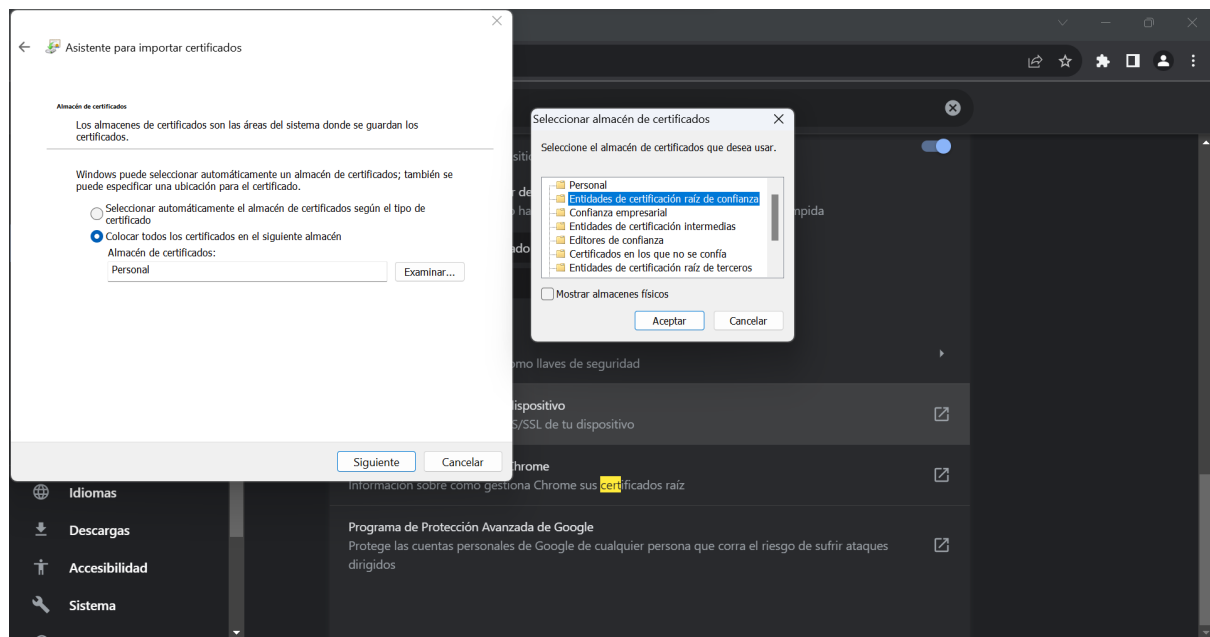 Asistente para importar certificados
Almacén de certificados
Los almacenes de certificados son las áreas del sistema donde se guardan los
certificados.
Windows puede seleccionar automáticamente un almacén de certificados; también se
puede especificar una ubicación para el certificado.
Seleccionar automáticamente el almacén de certificados según el tipo de
certificado
Colocar todos los certificados en el siguiente almacén
Almacén de certificados:
Personal
Examinar...
Siguiente
Cancelar
Seleccionar almacén de certificados
Seleccione el almacén de certificados que desea usar.
Personal
Entidades de certificación raíz de confianza
Confianza empresarial
Entidades de certificación intermedias
Editores de confianza
Certificados en los que no se confía
Entidades de certificación raíz de terceros
Mostrar almacenes físicos
Aceptar
Cancelar
llaves de seguridad
S/SSL de tu dispositivo
Información sobre cómo gestiona Chrome sus certificados raíz
Programa de Protección Avanzada de Google
Protege las cuentas personales de Google de cualquier persona que corra el riesgo de sufrir ataques
dirigidos
Idiomas
Descargas
Accesibilidad
Sistema